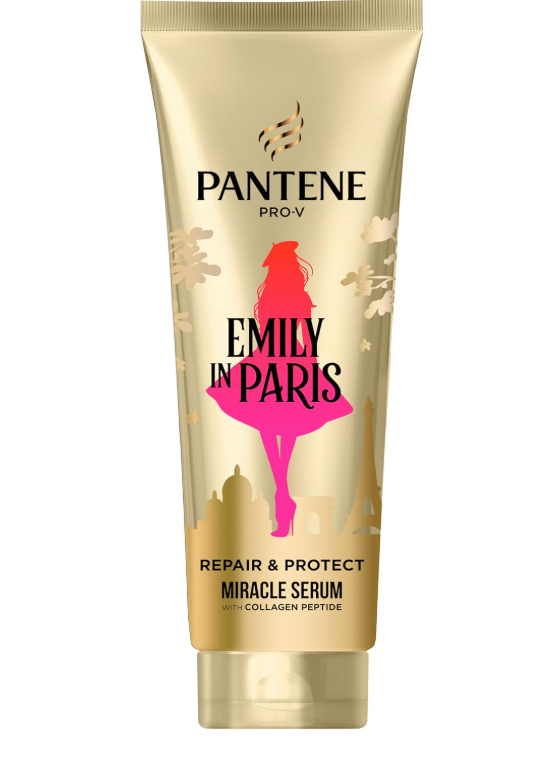 PANTENE
PRO-V
EMILY
IN PARIS
REPAIR & PROTECT
MIRACLE SERUM
WITH COLLAGEN PEPTIDE